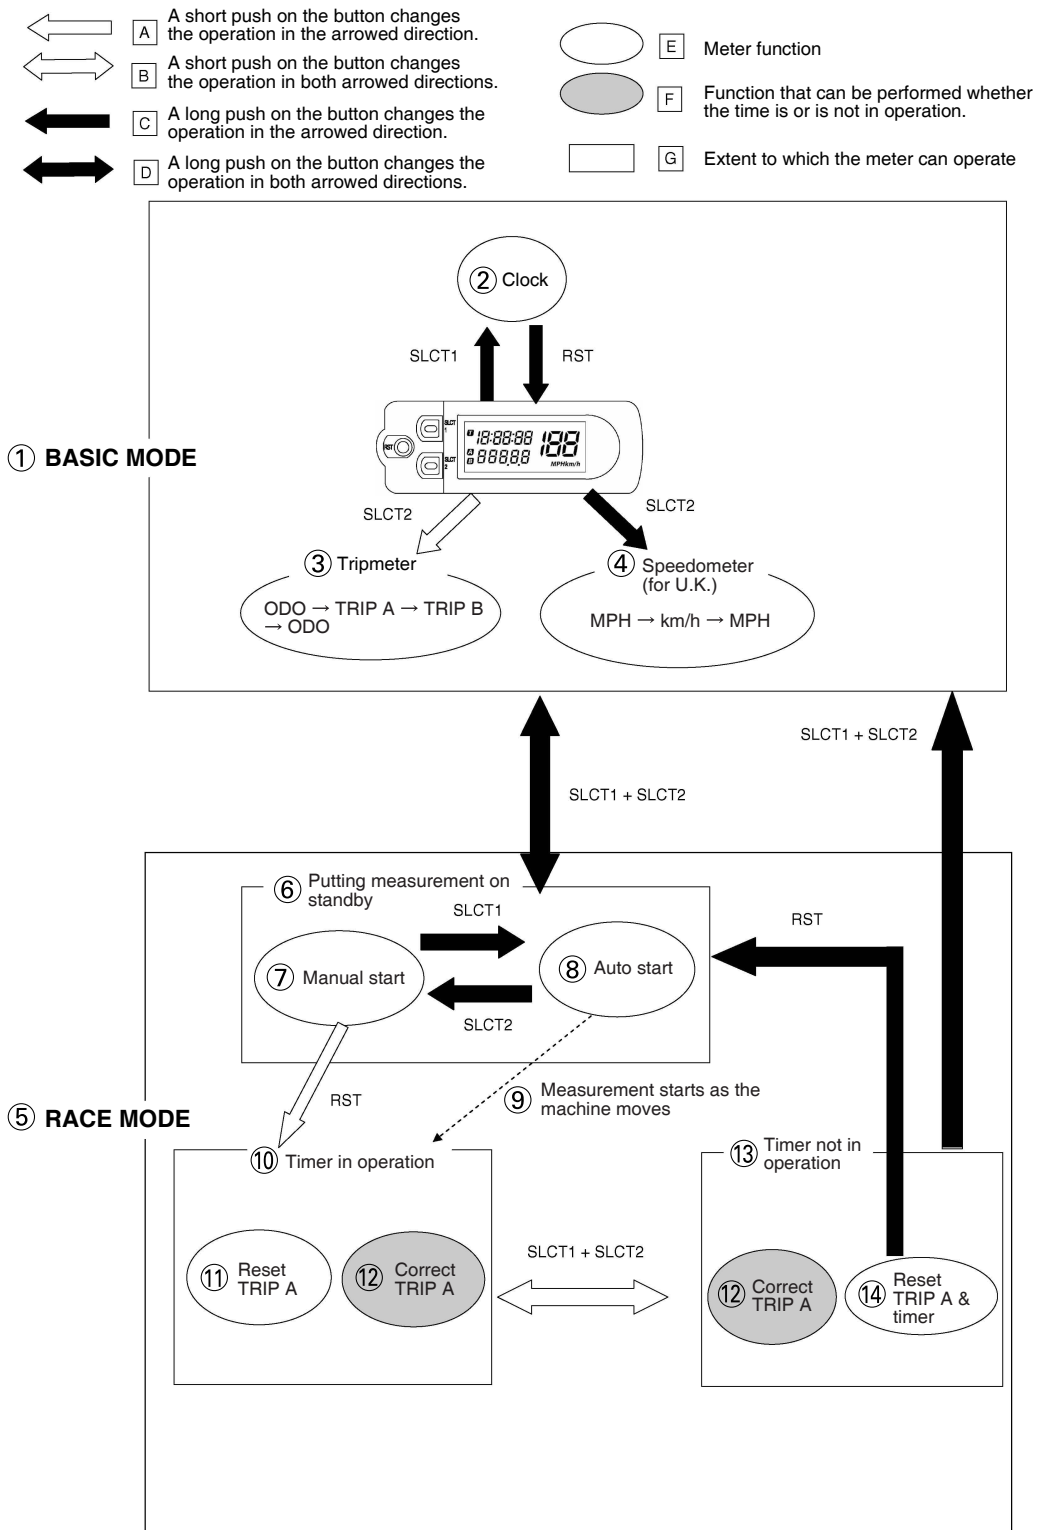 A
A short push on the button changes
the operation in the arrowed direction.
B
A short push on the button changes
the operation in both arrowed directions.
C
A long push on the button changes the
operation in the arrowed direction.
D
A long push on the button changes the
operation in both arrowed directions.
E
Meter function
F
Function that can be performed whether
the time is or is not in operation.
G
Extent to which the meter can operate
① BASIC MODE
② Clock
SLCT1
RST
RST
SLCT
1
SLCT
2
T
18:88:88
188
A
B
888.8.8
MPHkm/h
SLCT2
SLCT2
③ Tripmeter
ODO → TRIP A → TRIP B
→ ODO
④ Speedometer
(for U.K.)
MPH → km/h → MPH
SLCT1 + SLCT2
SLCT1 + SLCT2
⑤ RACE MODE
⑥ Putting measurement on
standby
SLCT1
⑦ Manual start
⑧ Auto start
SLCT2
RST
RST
⑨ Measurement starts as the
machine moves
⑩ Timer in operation
⑪ Reset
TRIP A
⑫ Correct
TRIP A
SLCT1 + SLCT2
⑬ Timer not in
operation
⑫ Correct
TRIP A
⑭ Reset
TRIP A &
timer